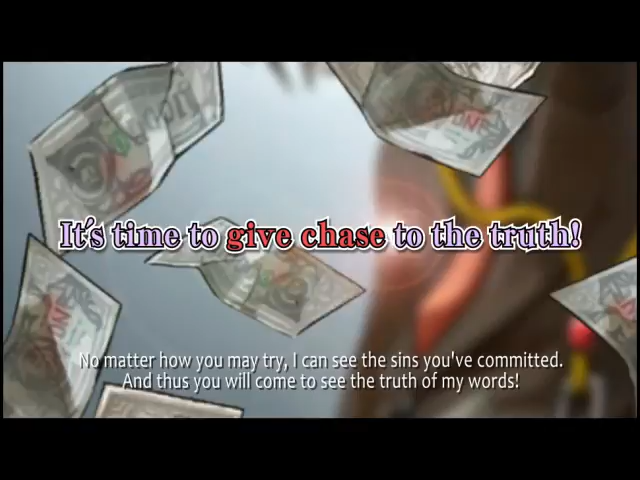 It's time to give chase to the truth!
No matter how you may try, I can see the sins you've committed.
And thus you will come to see the truth of my words!